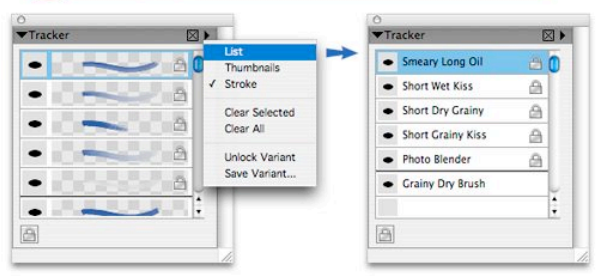 Tracker
List
Thumbnails
✓ Stroke
Clear Selected
Clear All
Unlock Variant
Save Variant...
Tracker
Smeary Long Oil
Short Wet Kiss
Short Dry Grainy
Short Grainy Kiss
Photo Blender
Grainy Dry Brush